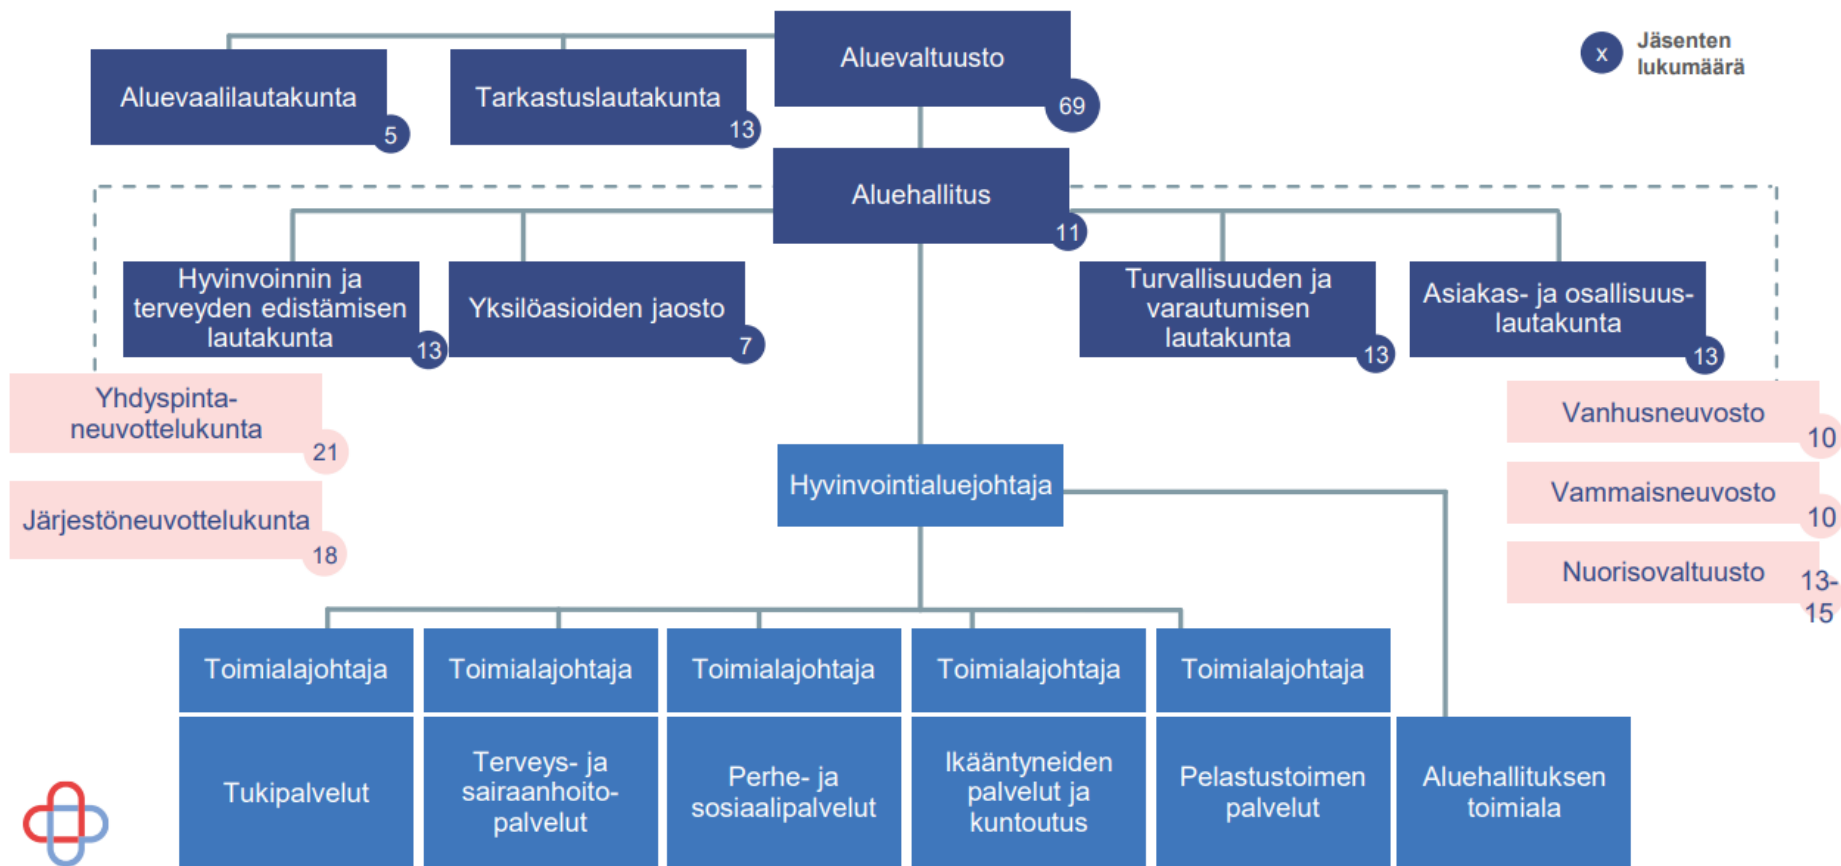 Aluevaltuusto
69
x
Jäsenten
lukumäärä
Aluevaalilautakunta
5
Tarkastuslautakunta
13
Aluehallitus
11
Hyvinvoinnin ja
terveyden edistämisen
lautakunta
13
Yksilöasioiden jaosto
7
Turvallisuuden ja
varautumisen
lautakunta
13
Asiakas- ja osallisuus-
lautakunta
13
Yhdyspinta-
neuvottelukunta
21
Järjestöneuvottelukunta
18
Vanhusneuvosto
10
Vammaisneuvosto
10
Nuorisovaltuusto
13-
15
Hyvinvointialuejohtaja
Toimialajohtaja
Tukipalvelut
Toimialajohtaja
Terveys- ja
sairaanhoito-
palvelut
Toimialajohtaja
Perhe- ja
sosiaalipalvelut
Toimialajohtaja
Ikääntyneiden
palvelut ja
kuntoutus
Toimialajohtaja
Pelastustoimen
palvelut
Aluehallituksen
toimiala